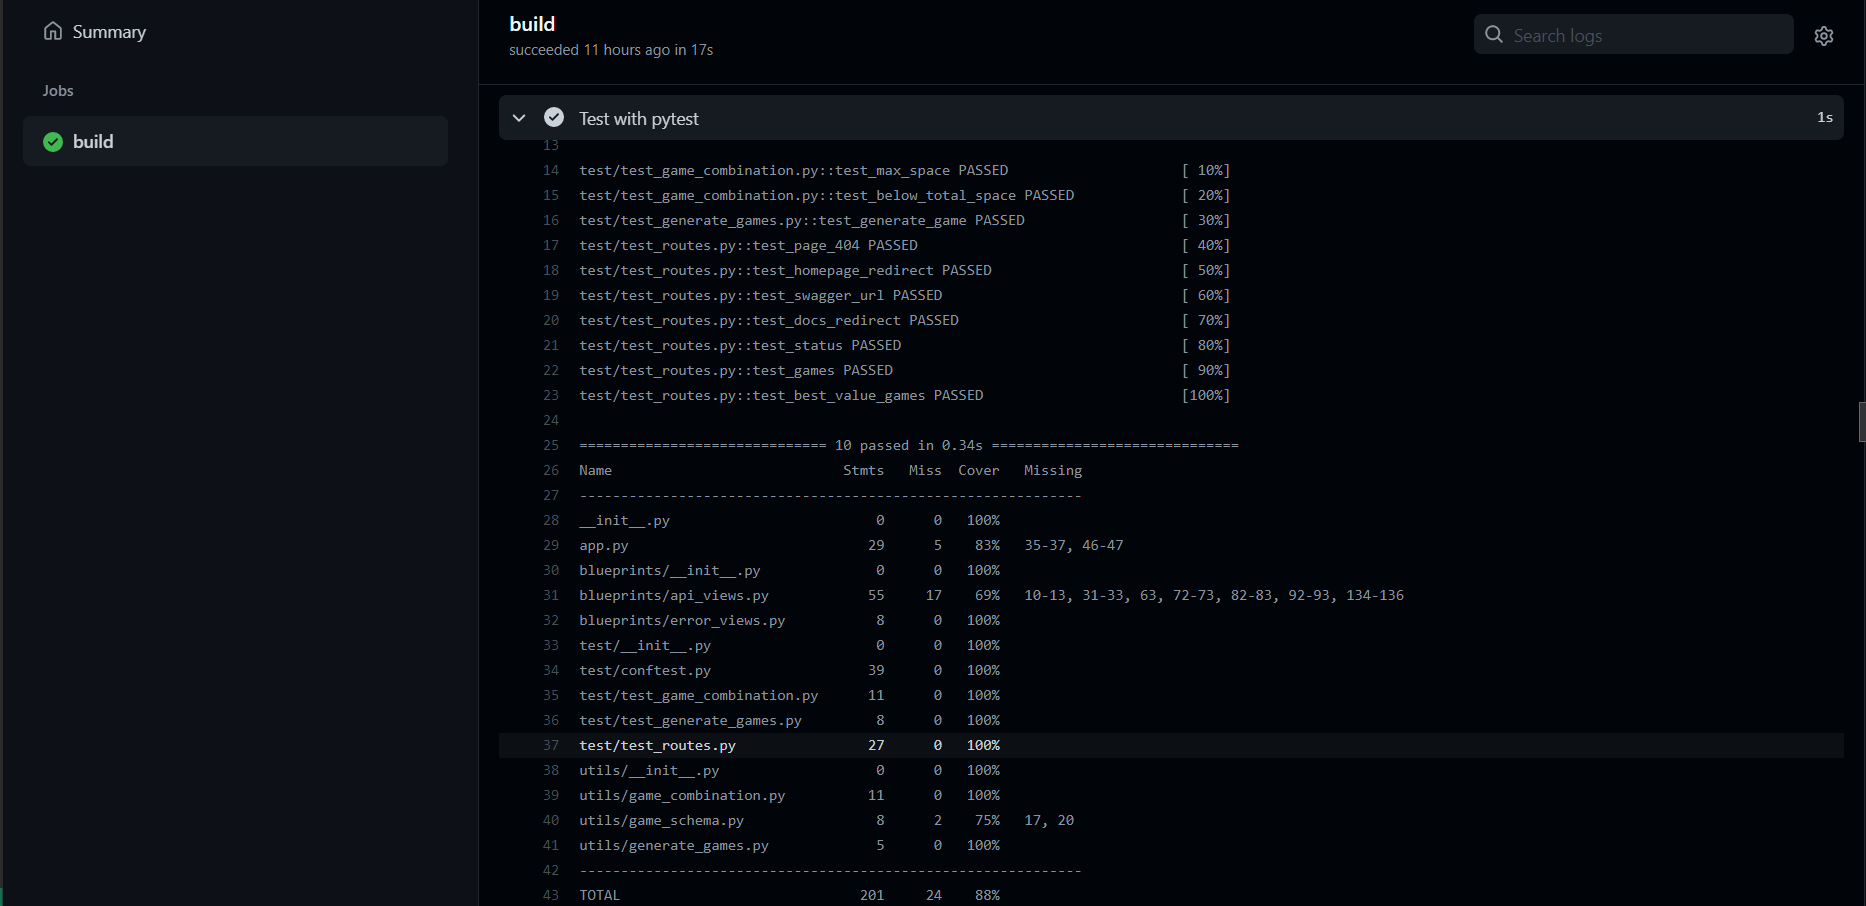 Summary
Jobs
build
build
succeeded 11 hours ago in 17s
Search logs
Test with pytest 1s
13
14 test/test_game_combination.py::test_max_space PASSED [ 10%]
15 test/test_game_combination.py::test_below_total_space PASSED [ 20%]
16 test/test_generate_games.py::test_generate_game PASSED [ 30%]
17 test/test_routes.py::test_page_404 PASSED [ 40%]
18 test/test_routes.py::test_homepage_redirect PASSED [ 50%]
19 test/test_routes.py::test_swagger_url PASSED [ 60%]
20 test/test_routes.py::test_docs_redirect PASSED [ 70%]
21 test/test_routes.py::test_status PASSED [ 80%]
22 test/test_routes.py::test_games PASSED [ 90%]
23 test/test_routes.py::test_best_value_games PASSED [100%]
24
25 ============================== 10 passed in 0.34s ==============================
26 Name Stmts Miss Cover Missing
27 -------------------------------------------------------------
28 __init__.py 0 0 100%
29 app.py 29 5 83% 35-37, 46-47
30 blueprints/__init__.py 0 0 100%
31 blueprints/api_views.py 55 17 69% 10-13, 31-33, 63, 72-73, 82-83, 92-93, 134-136
32 blueprints/error_views.py 8 0 100%
33 test/__init__.py 0 0 100%
34 test/conftest.py 39 0 100%
35 test/test_game_combination.py 11 0 100%
36 test/test_generate_games.py 8 0 100%
37 test/test_routes.py 27 0 100%
38 utils/__init__.py 0 0 100%
39 utils/game_combination.py 11 0 100%
40 utils/game_schema.py 8 2 75% 17, 20
41 utils/generate_games.py 5 0 100%
42 -------------------------------------------------------------
43 TOTAL 201 24 88%